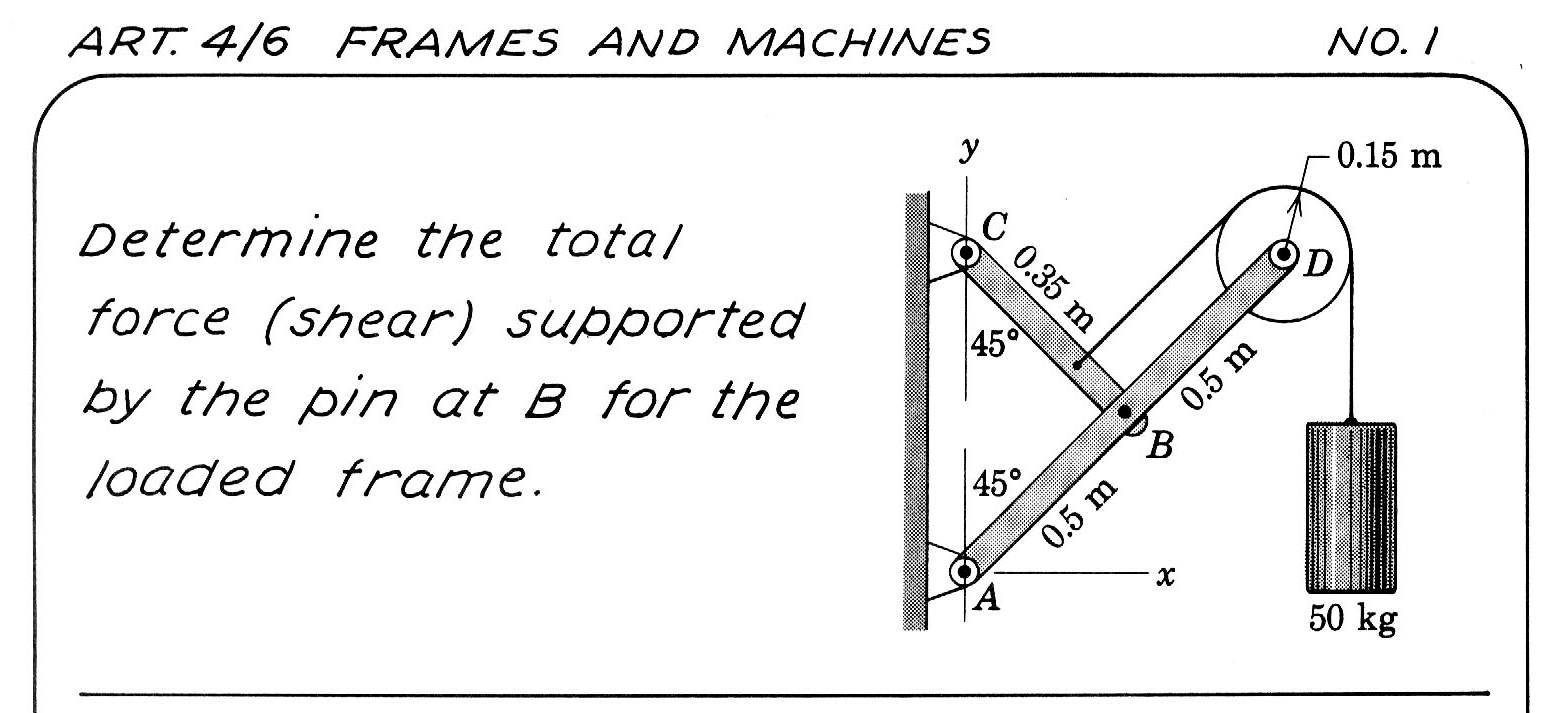 ART. 4/6 FRAMES AND MACHINES NO. 1
Determine the total
force (shear) supported
by the pin at B for the
loaded frame.
y
0.15 m
C
0.35 m
D
45°
0.5 m
B
45°
0.5 m
x
A
50 kg